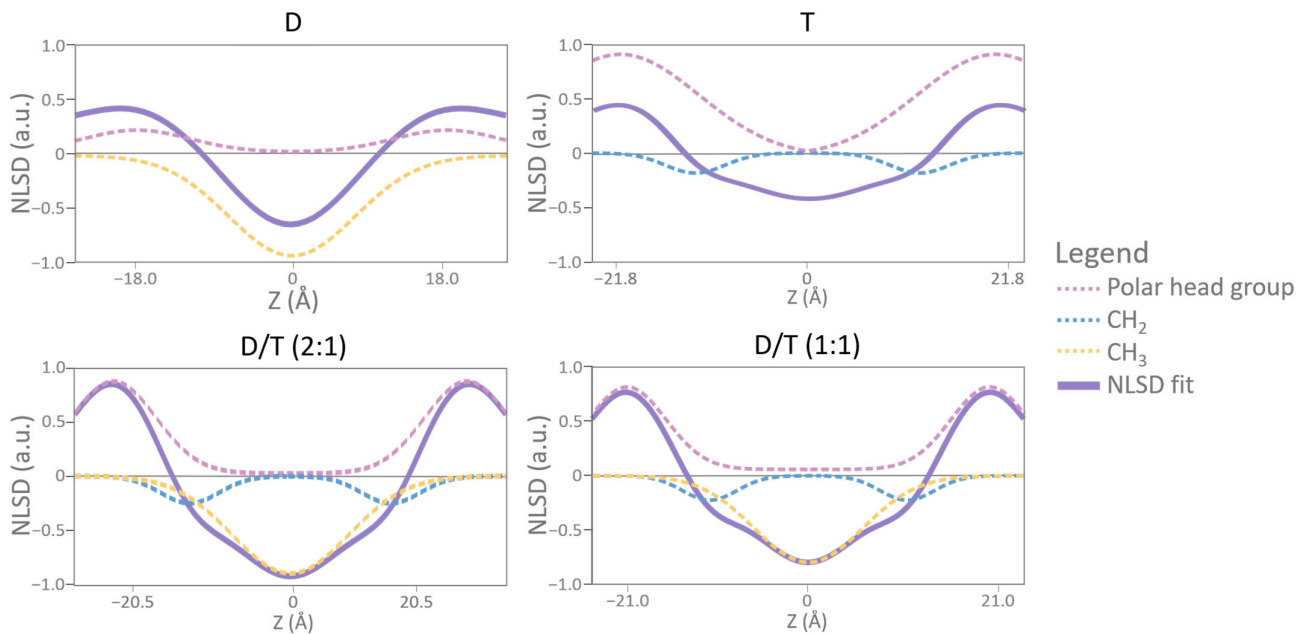 D
NLSD (a.u.)
1.0
0.5
0
−0.5
−1.0
−18.0
0
18.0
Z (Å)
T
NLSD (a.u.)
1.0
0.5
0
−0.5
−1.0
−21.8
0
21.8
Z (Å)
D/T (2:1)
NLSD (a.u.)
1.0
0.5
0
−0.5
−1.0
−20.5
0
20.5
Z (Å)
D/T (1:1)
NLSD (a.u.)
1.0
0.5
0
−0.5
−1.0
−21.0
0
21.0
Z (Å)
Legend
Polar head group
CH₂
CH₃
NLSD fit